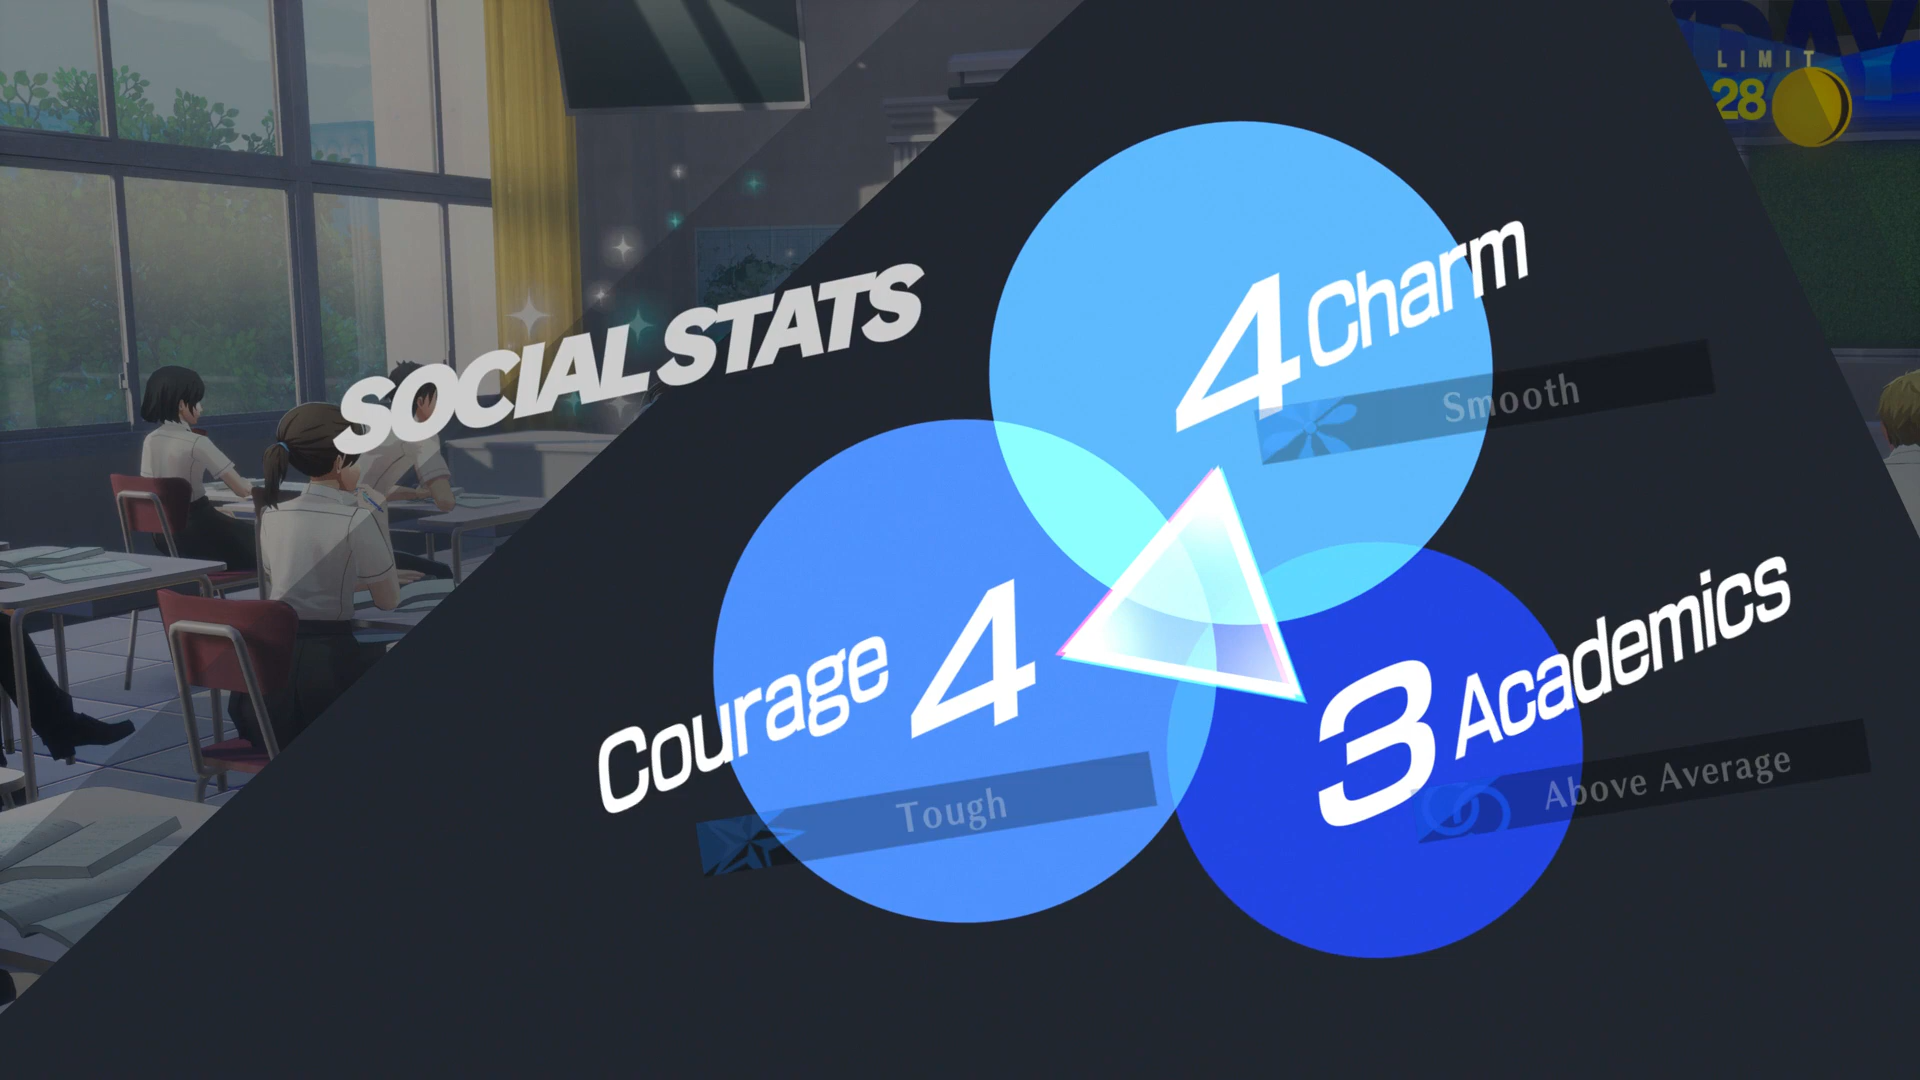 LIMIT
28
SOCIAL STATS
4 Charm
Smooth
Courage 4
Tough
3 Academics
Above Average